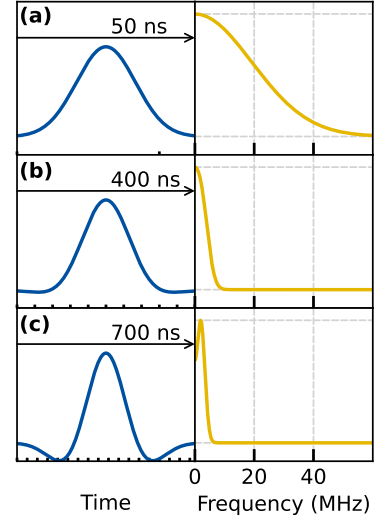 (a)
50 ns
(b)
400 ns
(c)
700 ns
0 20 40
Time
Frequency (MHz)